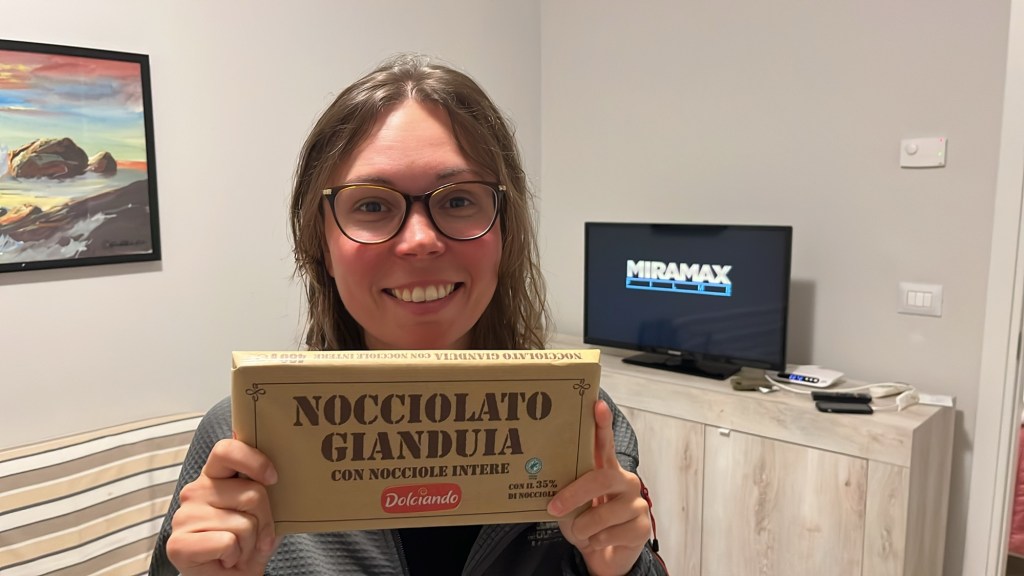 MIRAMAX
NOCCIOLATO GIANDUIA CON NOCCIOLE INTERE
NOCCIOLATO
GIANDUIA
CON NOCCIOLE INTERE
CON IL 35%
DI NOCCIOLE
Dolciando